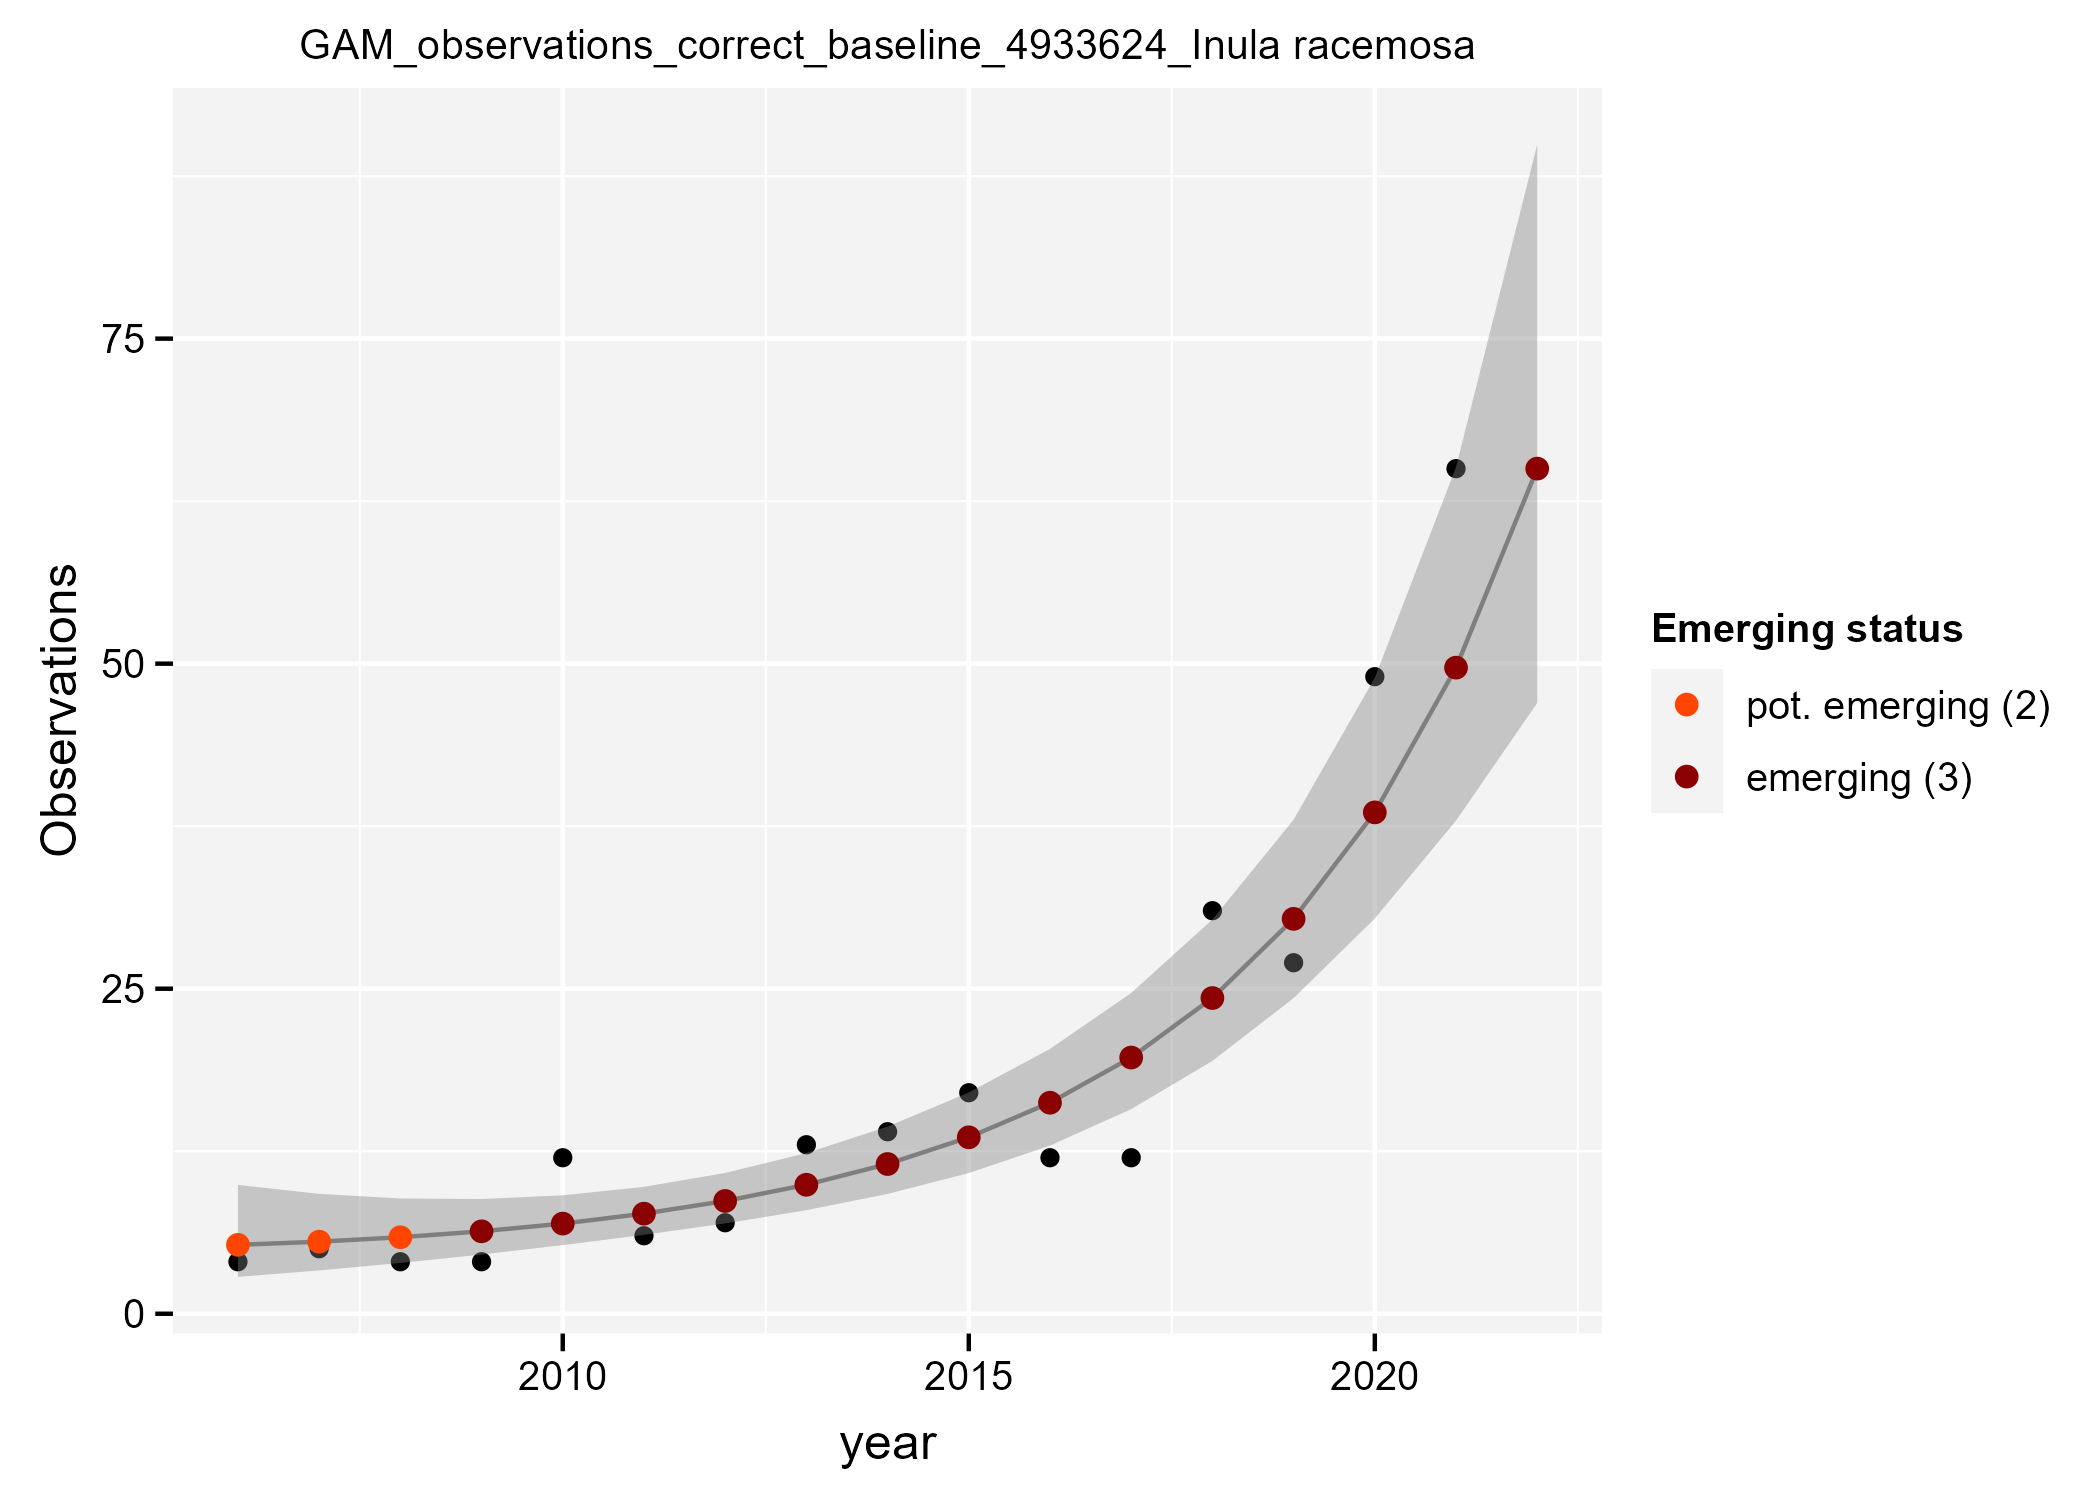 GAM_observations_correct_baseline_4933624_Inula racemosa
Observations
75
50
25
0
2010
2015
2020
year
Emerging status
pot. emerging (2)
emerging (3)